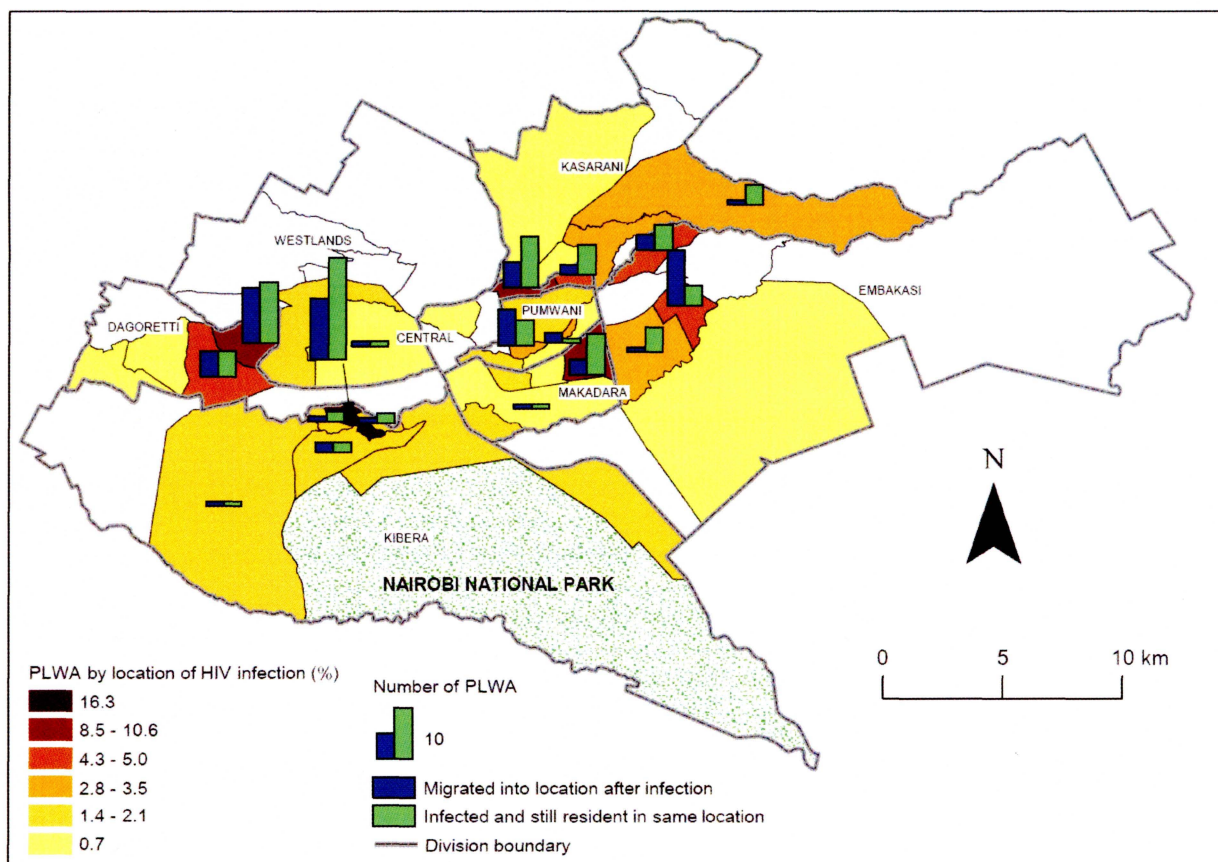 KASARANI
WESTLANDS
EMBAKASI
PUMWANI
DAGORETTI
CENTRAL
MAKADARA
N
KIBERA
NAIROBI NATIONAL PARK
0 5 10 km
PLWA by location of HIV infection (%)
16.3
8.5 - 10.6
4.3 - 5.0
2.8 - 3.5
1.4 - 2.1
0.7
Number of PLWA
10
Migrated into location after infection
Infected and still resident in same location
Division boundary